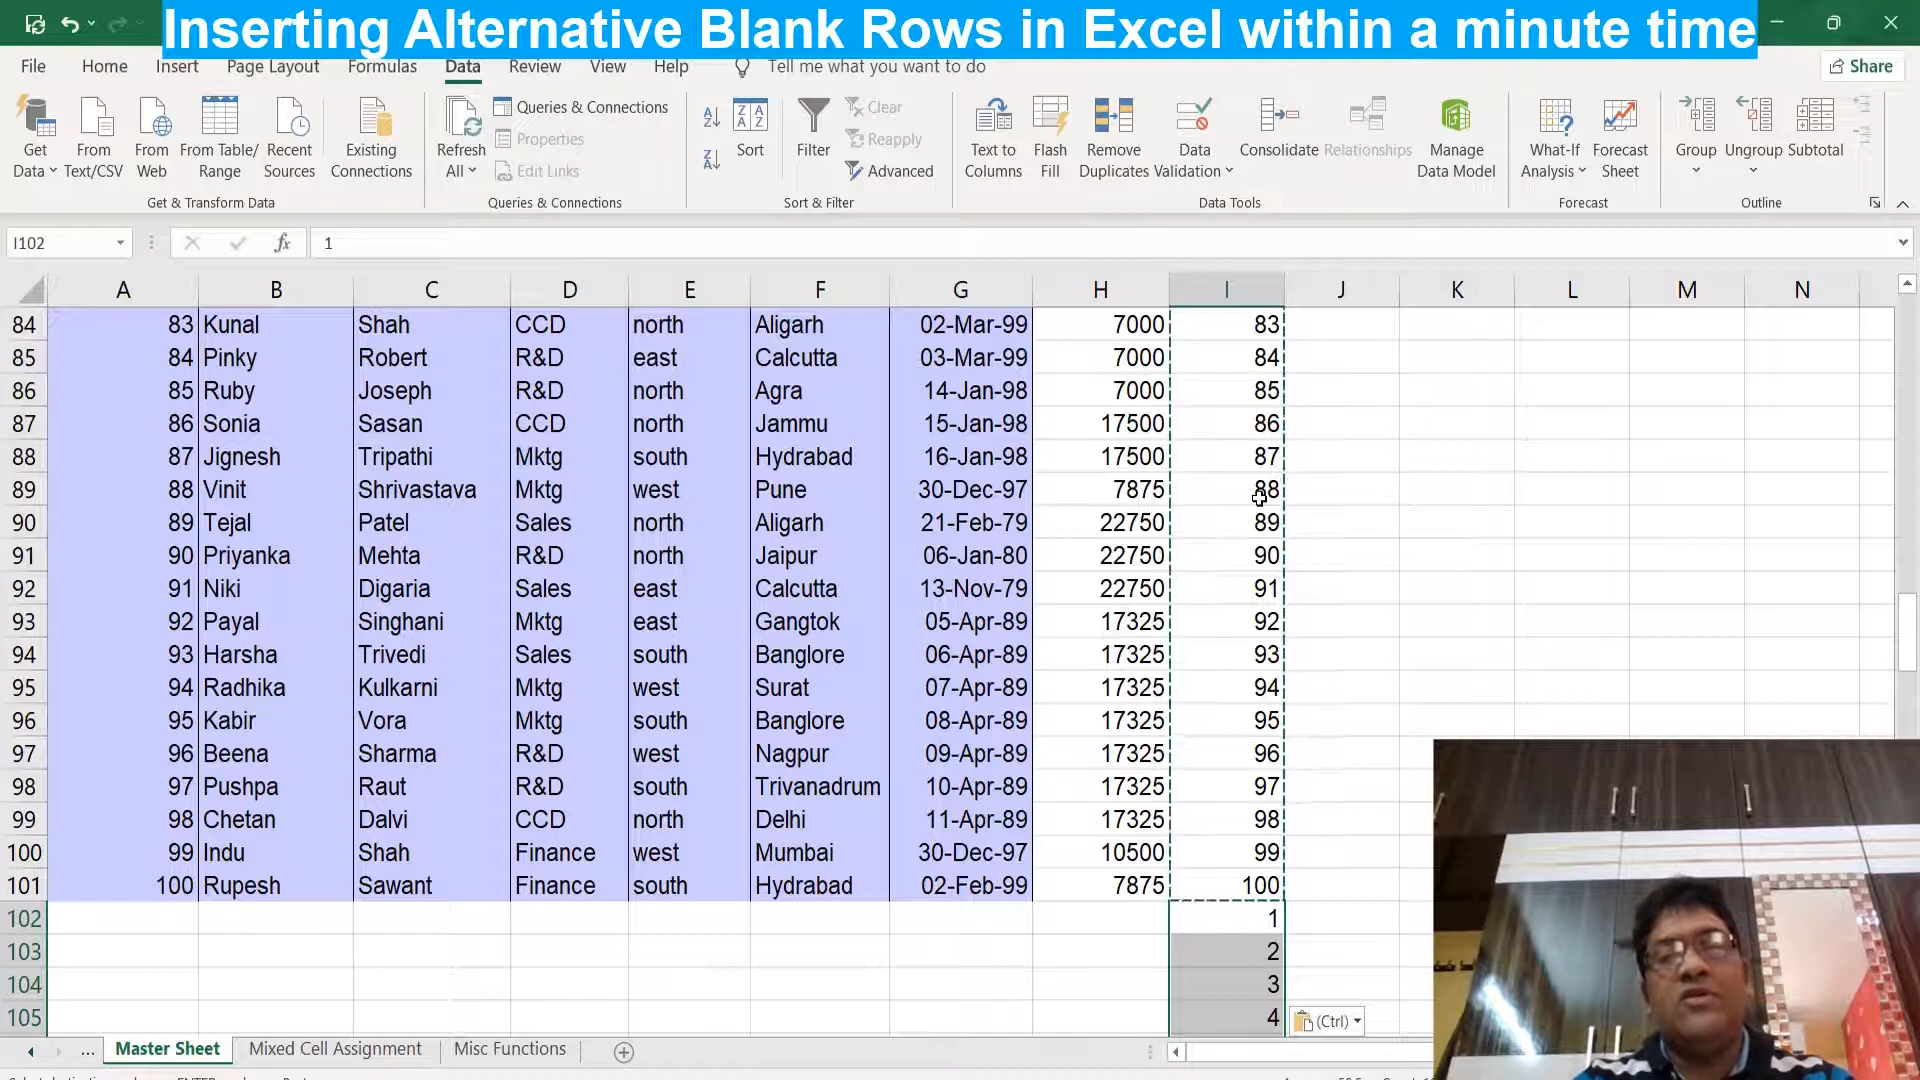 Inserting Alternative Blank Rows in Excel within a minute time
File Home Insert Page Layout Formulas Data Review View Help Tell me what you want to do Share
Get Data From Text/CSV From Web From Table/ Range Recent Sources Existing Connections
Get & Transform Data
Refresh All Queries & Connections Properties Edit Links
Queries & Connections
Sort Filter Clear Reapply Advanced
Sort & Filter
Text to Columns Flash Fill Remove Duplicates Data Validation Consolidate Relationships Manage Data Model
Data Tools
What-If Analysis Forecast Sheet
Forecast
Group Ungroup Subtotal
Outline
I102 fx 1
A B C D E F G H I J K L M N
84 83 Kunal Shah CCD north Aligarh 02-Mar-99 7000 83
85 84 Pinky Robert R&D east Calcutta 03-Mar-99 7000 84
86 85 Ruby Joseph R&D north Agra 14-Jan-98 7000 85
87 86 Sonia Sasan CCD north Jammu 15-Jan-98 17500 86
88 87 Jignesh Tripathi Mktg south Hydrabad 16-Jan-98 17500 87
89 88 Vinit Shrivastava Mktg west Pune 30-Dec-97 7875 88
90 89 Tejal Patel Sales north Aligarh 21-Feb-79 22750 89
91 90 Priyanka Mehta R&D north Jaipur 06-Jan-80 22750 90
92 91 Niki Digaria Sales east Calcutta 13-Nov-79 22750 91
93 92 Payal Singhani Mktg east Gangtok 05-Apr-89 17325 92
94 93 Harsha Trivedi Sales south Banglore 06-Apr-89 17325 93
95 94 Radhika Kulkarni Mktg west Surat 07-Apr-89 17325 94
96 95 Kabir Vora Mktg south Banglore 08-Apr-89 17325 95
97 96 Beena Sharma R&D west Nagpur 09-Apr-89 17325 96
98 97 Pushpa Raut R&D south Trivanadrum 10-Apr-89 17325 97
99 98 Chetan Dalvi CCD north Delhi 11-Apr-89 17325 98
100 99 Indu Shah Finance west Mumbai 30-Dec-97 10500 99
101 100 Rupesh Sawant Finance south Hydrabad 02-Feb-99 7875 100
102 1
103 2
104 3
105 4 (Ctrl)
... Master Sheet Mixed Cell Assignment Misc Functions